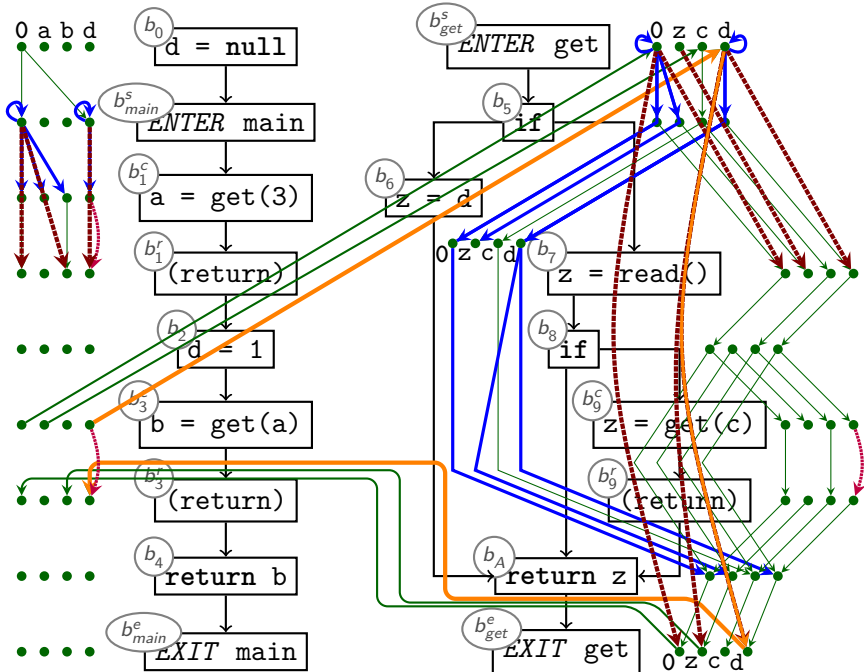 0 a b d
b0
d = null
b^s_main
ENTER main
b^c_1
a = get(3)
b^r_1
(return)
b2
d = 1
b^c_3
b = get(a)
b^r_3
(return)
b4
return b
b^e_main
EXIT main
b^s_get
ENTER get
0 z c d
b5
if
b6
z = d
0 z c d
b7
z = read()
b8
if
b^c_9
z = get(c)
b^r_9
(return)
bA
return z
b^e_get
EXIT get
0 z c d